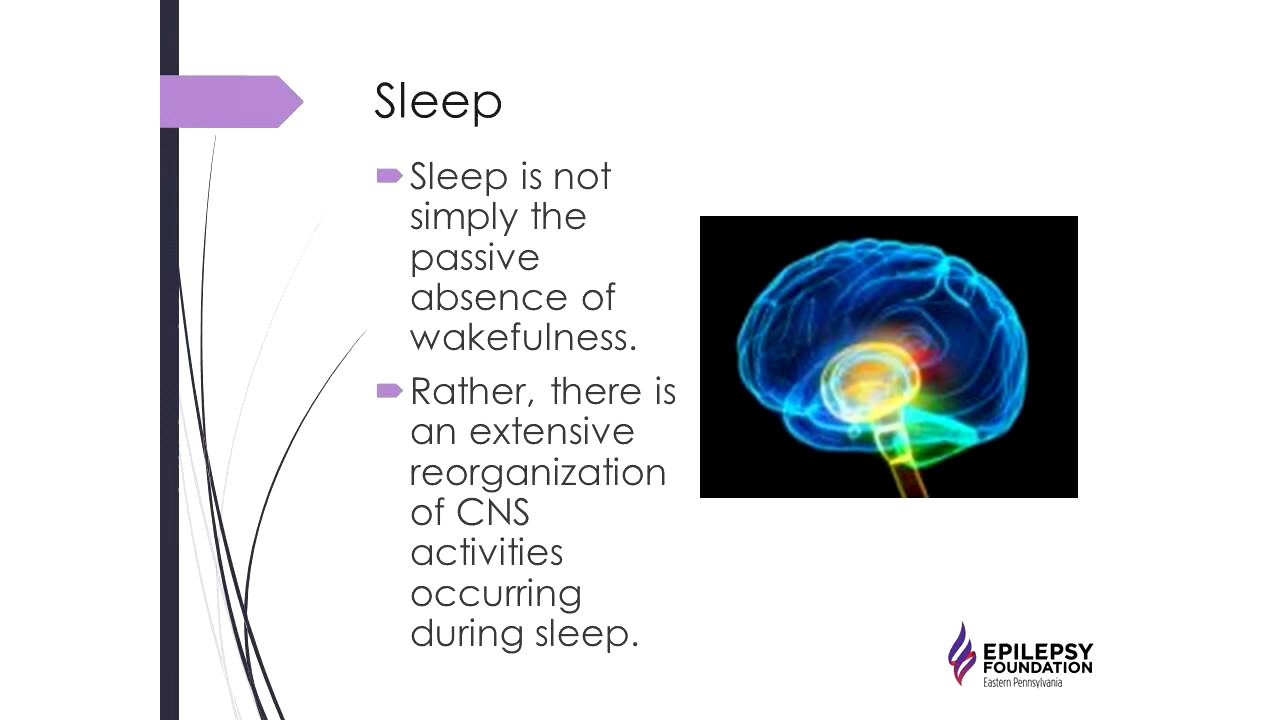 Sleep
Sleep is not
simply the
passive
absence of
wakefulness.
Rather, there is
an extensive
reorganization
of CNS
activities
occurring
during sleep.
EPILEPSY
FOUNDATION
Eastern Pennsylvania